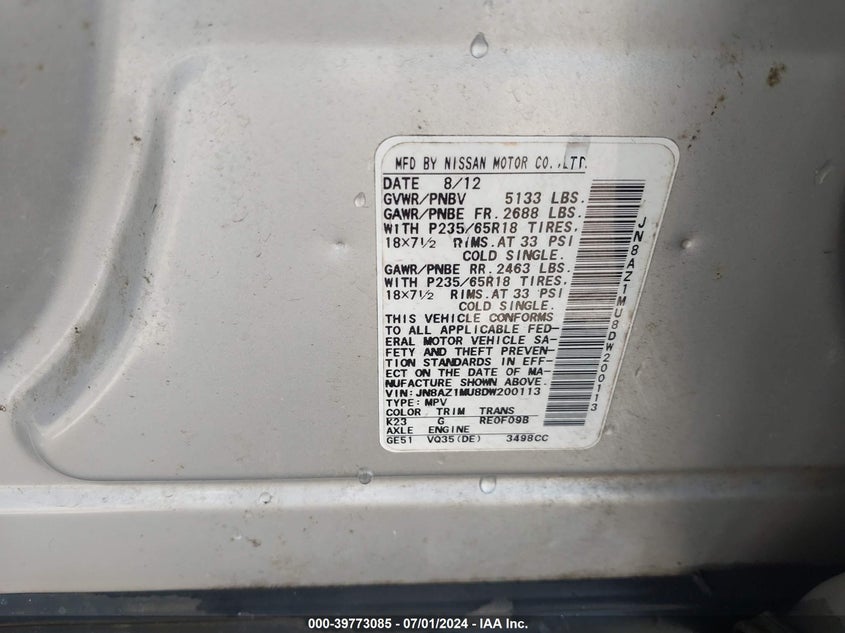 MFD BY NISSAN MOTOR CO.,LTD.
DATE 8/12
GVWR/PNBV 5133 LBS.
GAWR/PNBE FR. 2688 LBS.
WITH P235/65R18 TIRES,
18×7½ RIMS.AT 33 PSI
COLD SINGLE.
GAWR/PNBE RR. 2463 LBS.
WITH P235/65R18 TIRES,
18×7½ RIMS.AT 33 PSI
COLD SINGLE.
THIS VEHICLE CONFORMS
TO ALL APPLICABLE FED-
ERAL MOTOR VEHICLE SA-
FETY AND THEFT PREVEN-
TION STANDARDS IN EFF-
ECT ON THE DATE OF MA-
NUFACTURE SHOWN ABOVE.
VIN:JN8AZ1MU8DW200113
TYPE:MPV
COLOR TRIM TRANS
K23 G RE0F09B
AXLE ENGINE
GE51 VQ35(DE) 3498CC
JN8AZ1MU8DW200113
000-39773085 - 07/01/2024 - IAA Inc.